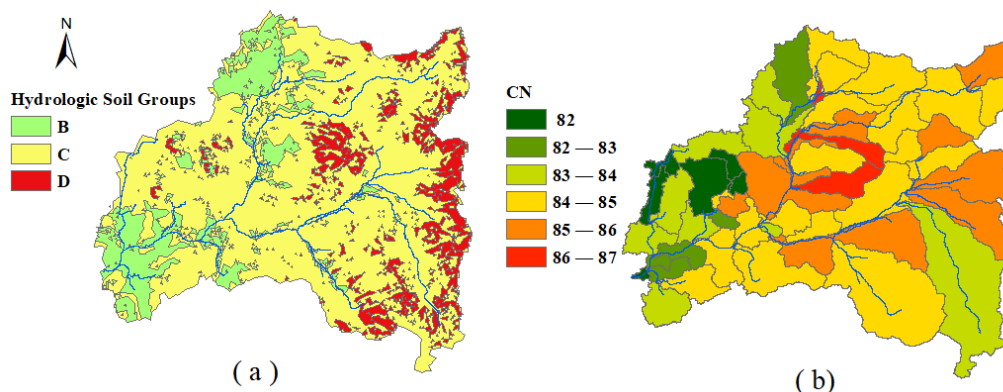 N
Hydrologic Soil Groups
B
C
D
( a )
CN
82
82 — 83
83 — 84
84 — 85
85 — 86
86 — 87
(b)